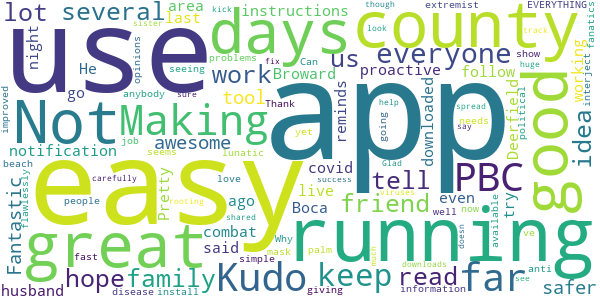 lot several days county area last instructions
though extremist EVERYTHING
kick Can look show track fanatics
opinions sister
night He go use seeing problems fix
work Broward us everyone proactive follow
anybody sure tool Thank
huge political interject working
improved Not Making app good idea
notification job awesome yet reminds downloaded
help going spread needs say Glad
Deerfield try
beach carefully seems lunatic covid tell PBC
Fantastic flawlessly easy Pretty
people rooting love ago live friend even
success Boca well now available
shared combat viruses running
great Kudo keep read far safer
said Why mask palm much
downloads doesn ve see anti
husband fast hope family simple giving
disease install information